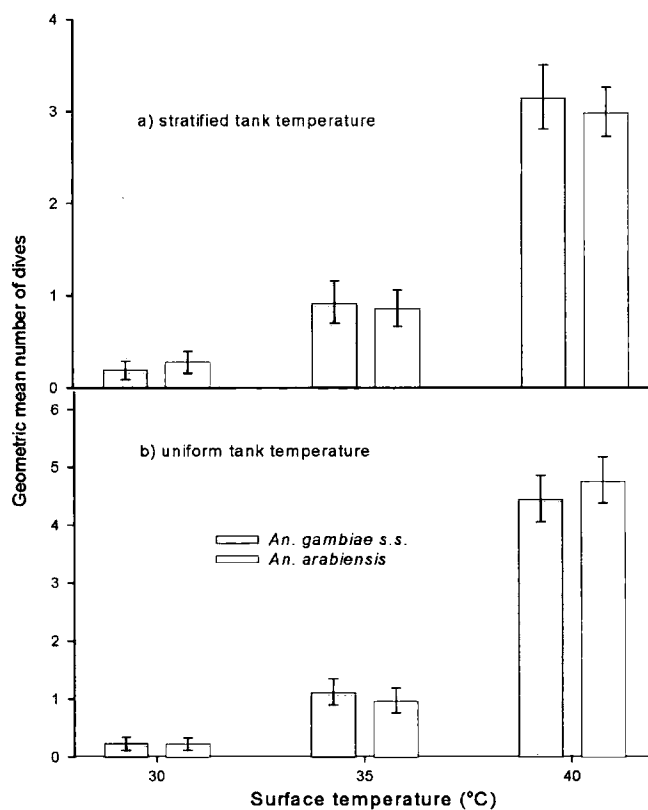 4
a) stratified tank temperature
3
2
1
0
Geometric mean number of dives
6
b) uniform tank temperature
5
4
An. gambiae s.s.
An. arabiensis
3
2
1
0
30 35 40
Surface temperature (°C)